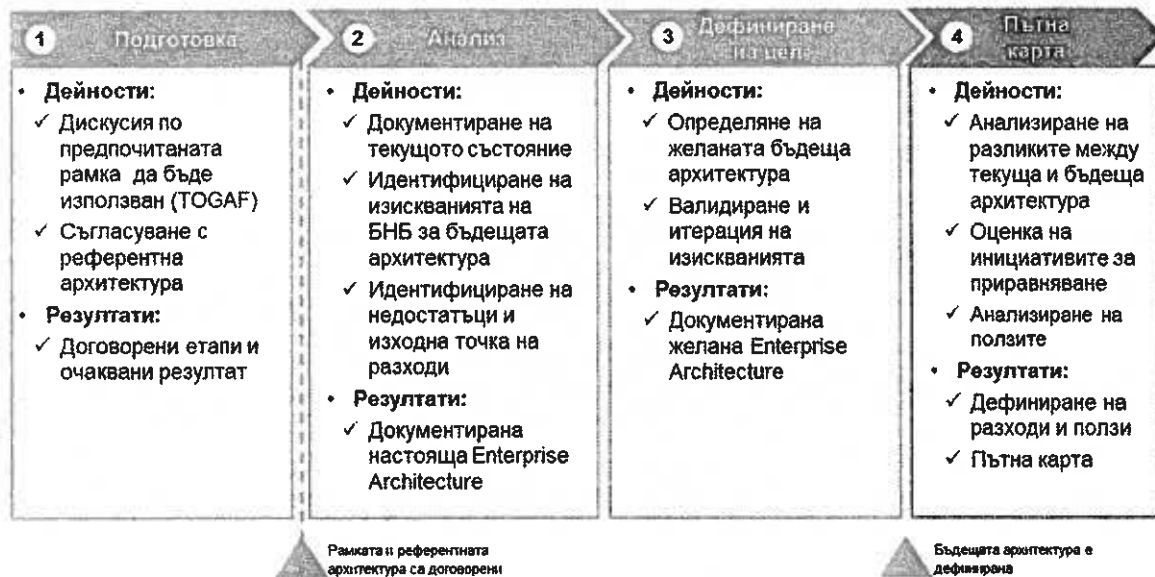 1 Подготовка
• Дейности:
✓ Дискусия по
предпочитаната
рамка да бъде
използван (TOGAF)
✓ Съгласуване с
референтна
архитектура
• Резултати:
✓ Договорени етапи и
очаквани резултат
2 Анализ
• Дейности:
✓ Документиране на
текущото състояние
✓ Идентифициране на
изискванията на
БНБ за бъдещата
архитектура
✓ Идентифициране на
недостатъци и
изходна точка на
разходи
• Резултати:
✓ Документирана
настояща Enterprise
Architecture
3 Дефиниране
на цел
• Дейности:
✓ Определяне на
желаната бъдеща
архитектура
✓ Валидиране и
итерация на
изискванията
• Резултати:
✓ Документирана
желана Enterprise
Architecture
4 Пътна
карта
• Дейности:
✓ Анализиране на
разликите между
текуща и бъдеща
архитектура
✓ Оценка на
инициативите за
приравняване
✓ Анализиране на
ползите
• Резултати:
✓ Дефиниране на
разходи и ползи
✓ Пътна карта
Рамката и референтната
архитектура са договорени
Бъдещата архитектура е
дефинирана